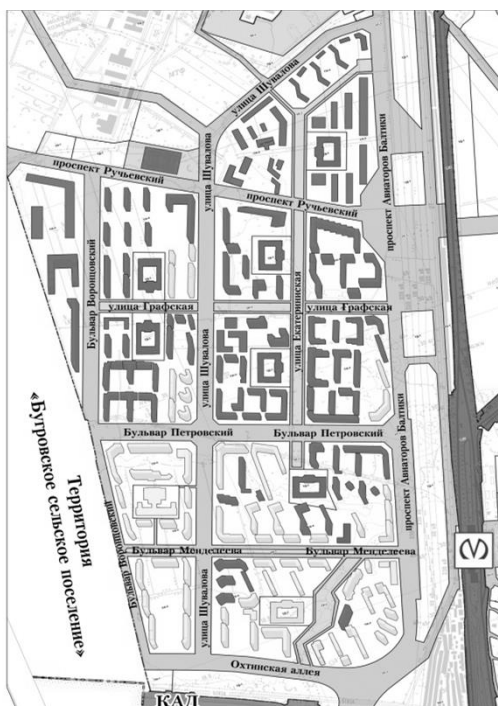 улица Шувалова
проспект Ручьевский
улица Шувалова
проспект Ручьевский
проспект Авиаторов Балтики
Бульвар Воронцовский
улица Екатерининская
улица Графская
улица Графская
улица Шувалова
Бульвар Петровский
Бульвар Петровский
проспект Авиаторов Балтики
Территория
«Бугровское сельское поселение»
Бульвар Воронцовский
Бульвар Менделеева
Бульвар Менделеева
улица Шувалова
Охтинская аллея
КАД